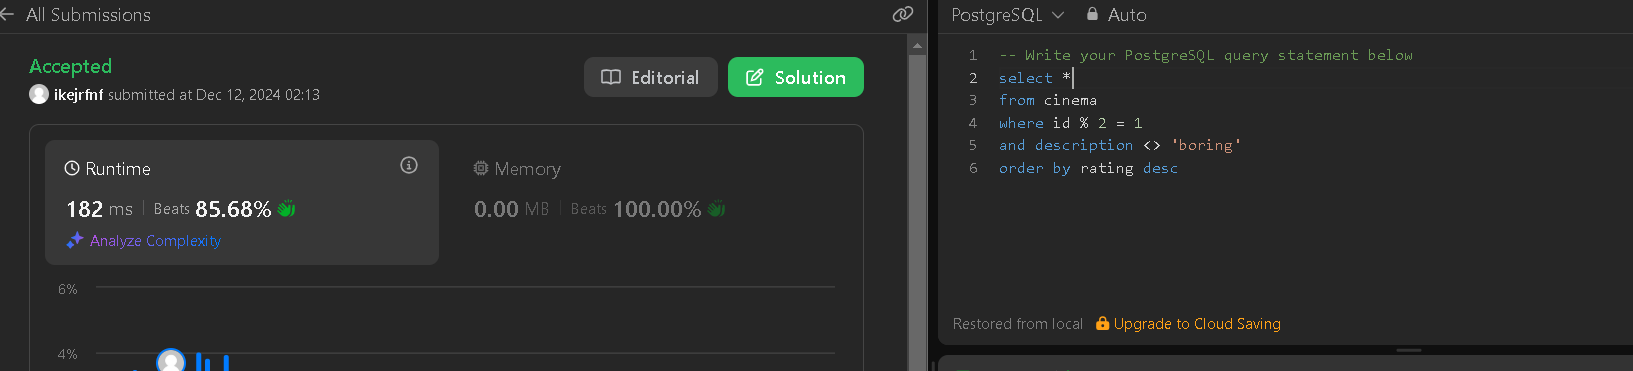 All Submissions
Accepted
Editorial
Solution
ikejrfnf submitted at Dec 12, 2024 02:13
Runtime
182 ms | Beats 85.68%
Analyze Complexity
Memory
0.00 MB | Beats 100.00%
6%
4%
PostgreSQL
Auto
1 -- Write your PostgreSQL query statement below
2 select *
3 from cinema
4 where id % 2 = 1
5 and description <> 'boring'
6 order by rating desc
Restored from local
Upgrade to Cloud Saving